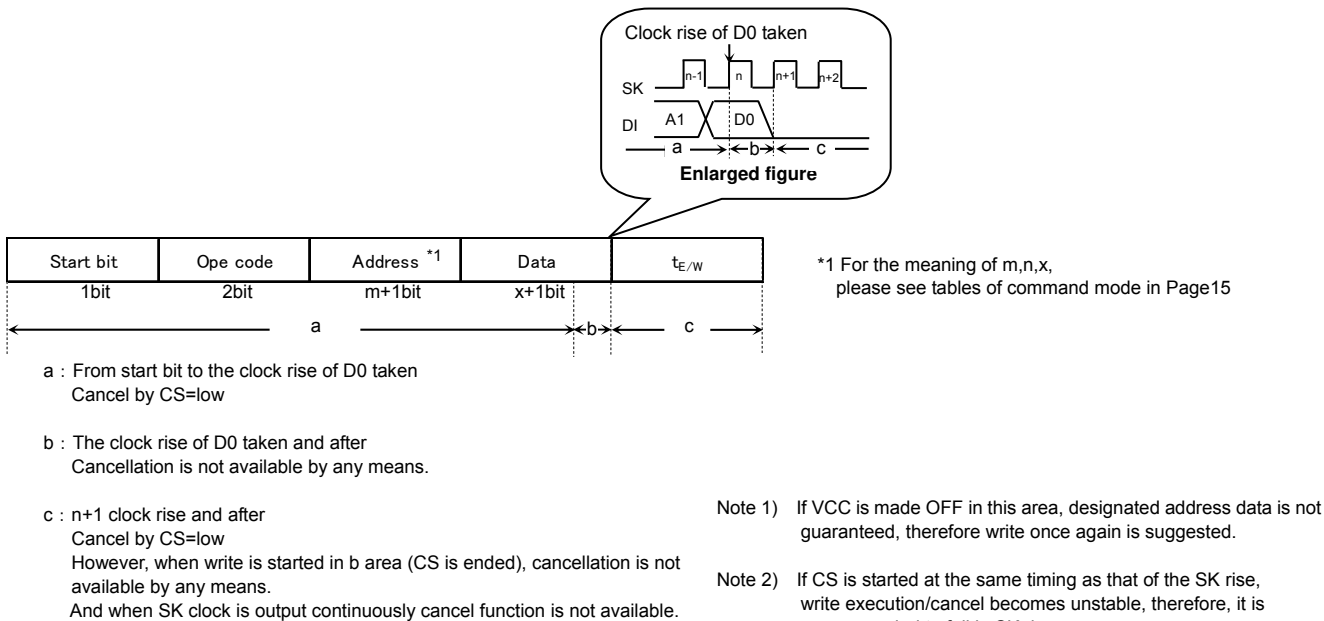 Clock rise of D0 taken
SK
n-1
n
n+1
n+2
DI
A1
D0
a
b
c
Enlarged figure
Start bit
Ope code
Address *1
Data
tE/W
1bit
2bit
m+1bit
x+1bit
a
b
c
*1 For the meaning of m,n,x,
please see tables of command mode in Page15
a : From start bit to the clock rise of D0 taken
Cancel by CS=low
b : The clock rise of D0 taken and after
Cancellation is not available by any means.
c : n+1 clock rise and after
Cancel by CS=low
However, when write is started in b area (CS is ended), cancellation is not
available by any means.
And when SK clock is output continuously cancel function is not available.
Note 1) If VCC is made OFF in this area, designated address data is not
guaranteed, therefore write once again is suggested.
Note 2) If CS is started at the same timing as that of the SK rise,
write execution/cancel becomes unstable, therefore, it is